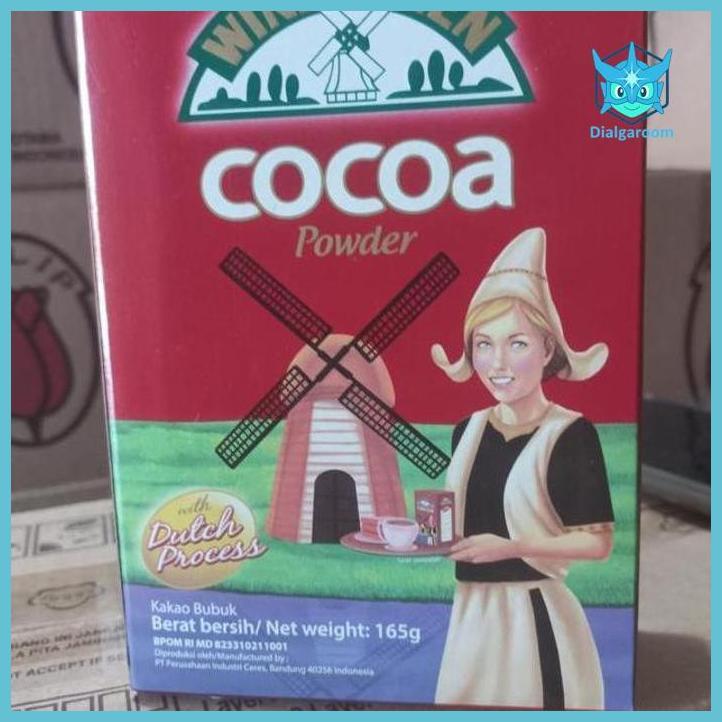 Dialgaroom
cocoa
Powder
with
Dutch
Process
Kakao Bubuk
Berat bersih/ Net weight: 165g
BPOM RI MD 823310211001
Diproduksi oleh/Manufactured by :
PT Perusahaan Industri Ceres, Bandung 40256 Indonesia